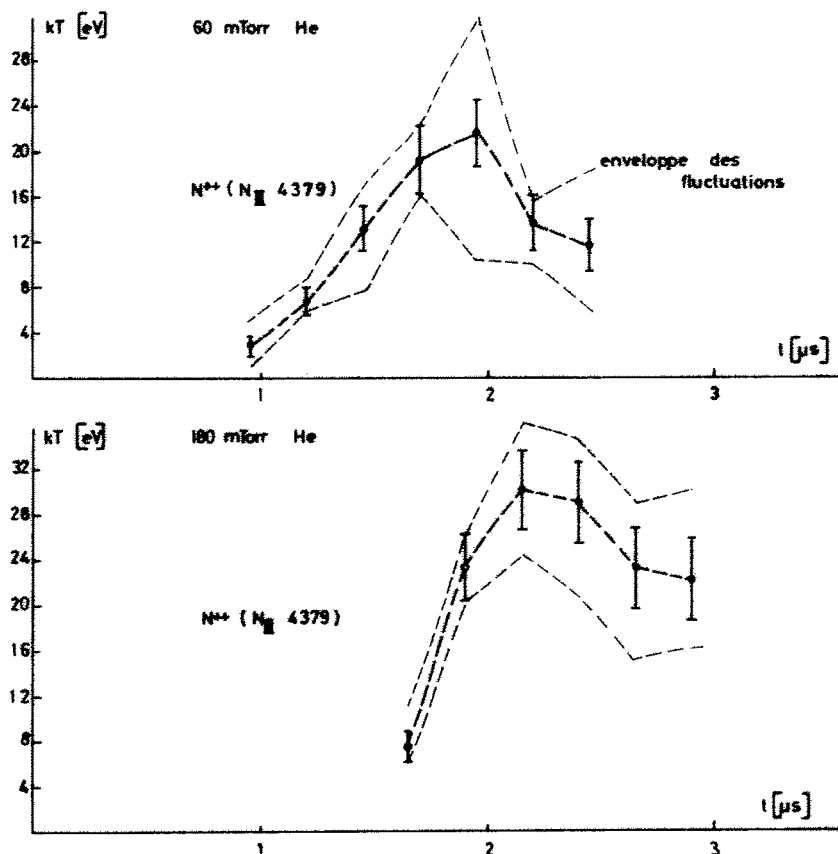 kT [eV] 60 mTorr He
28
24
20
16
12
8
4
N⁺⁺ (N III 4379)
enveloppe des
fluctuations
t [µs]
1 2 3
kT [eV] 180 mTorr He
32
28
24
20
16
12
8
4
N⁺⁺ (N III 4379)
t [µs]
1 2 3